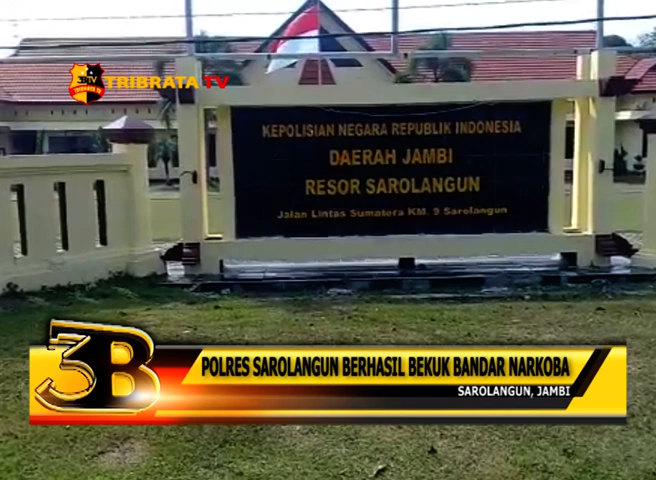 TRIBRATA TV
KEPOLISIAN NEGARA REPUBLIK INDONESIA
DAERAH JAMBI
RESOR SAROLANGUN
Jalan Lintas Sumatera KM. 9 Sarolangun
3B
POLRES SAROLANGUN BERHASIL BEKUK BANDAR NARKOBA
SAROLANGUN, JAMBI